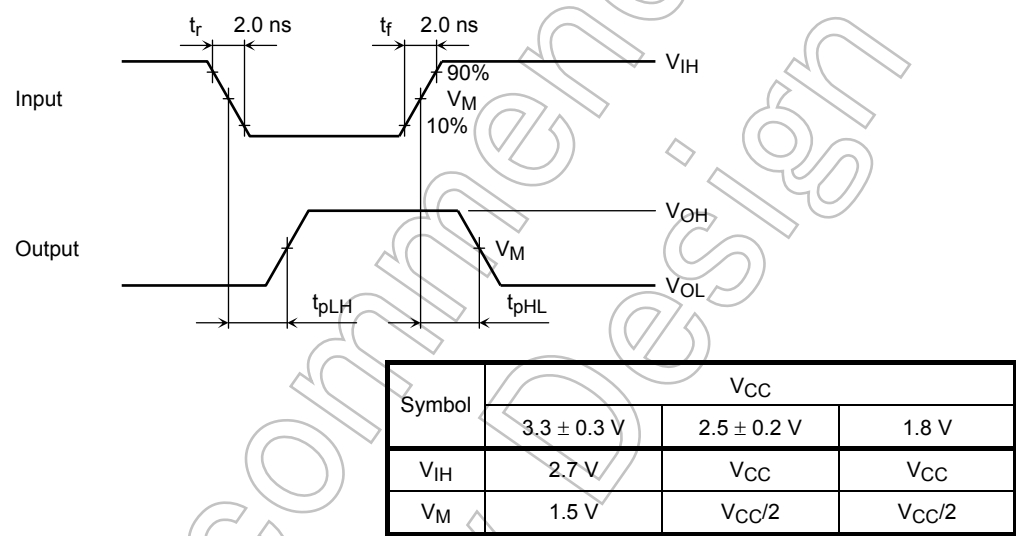 tr 2.0 ns tf 2.0 ns
Input
90%
VM
10%
VIH
Output
VOH
VM
VOL
tpLH tpHL
Symbol VCC
3.3 ± 0.3 V 2.5 ± 0.2 V 1.8 V
VIH 2.7 V VCC VCC
VM 1.5 V VCC/2 VCC/2
commen
Design